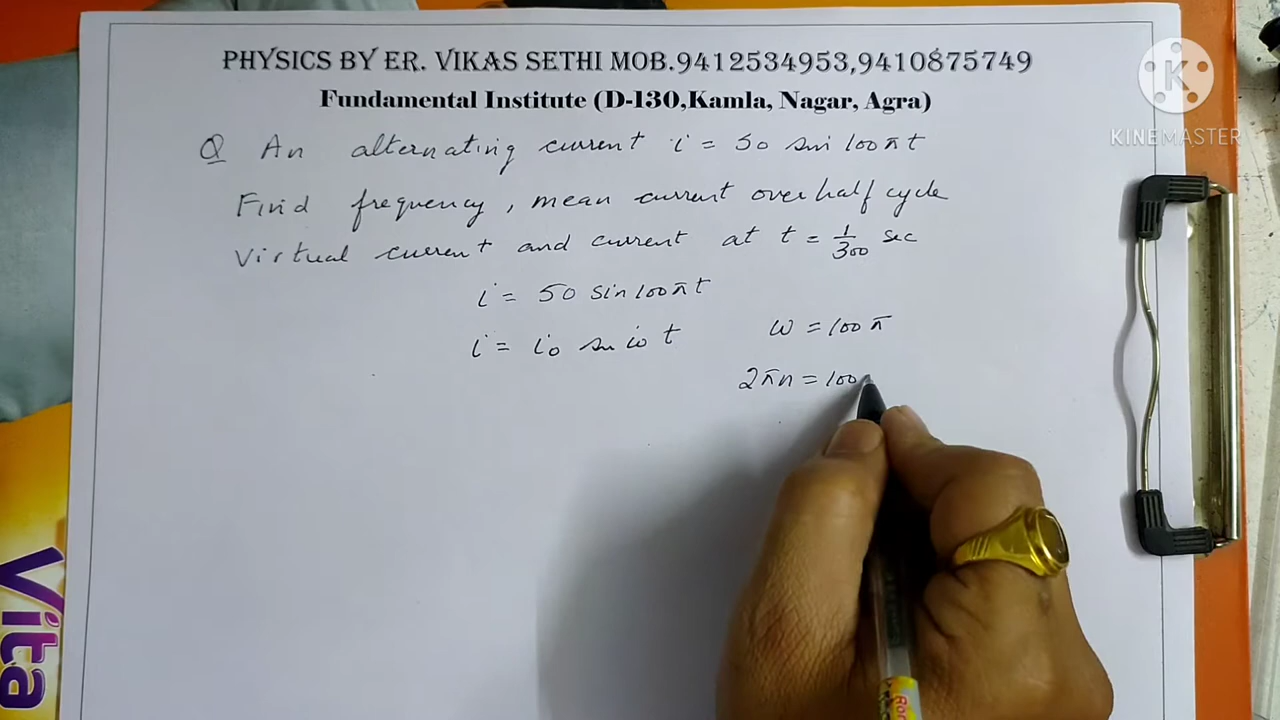 PHYSICS BY ER. VIKAS SETHI MOB.9412534953,9410875749
Fundamental Institute (D-130,Kamla, Nagar, Agra)
K
KINEMASTER
Q An alternating current i = 50 sin 100πt
Find frequency, mean current over half cycle
Virtual current and current at t = 1/300 sec
i = 50 sin 100πt
i = i₀ sin ωt ω = 100π
2πn = 100
Vita